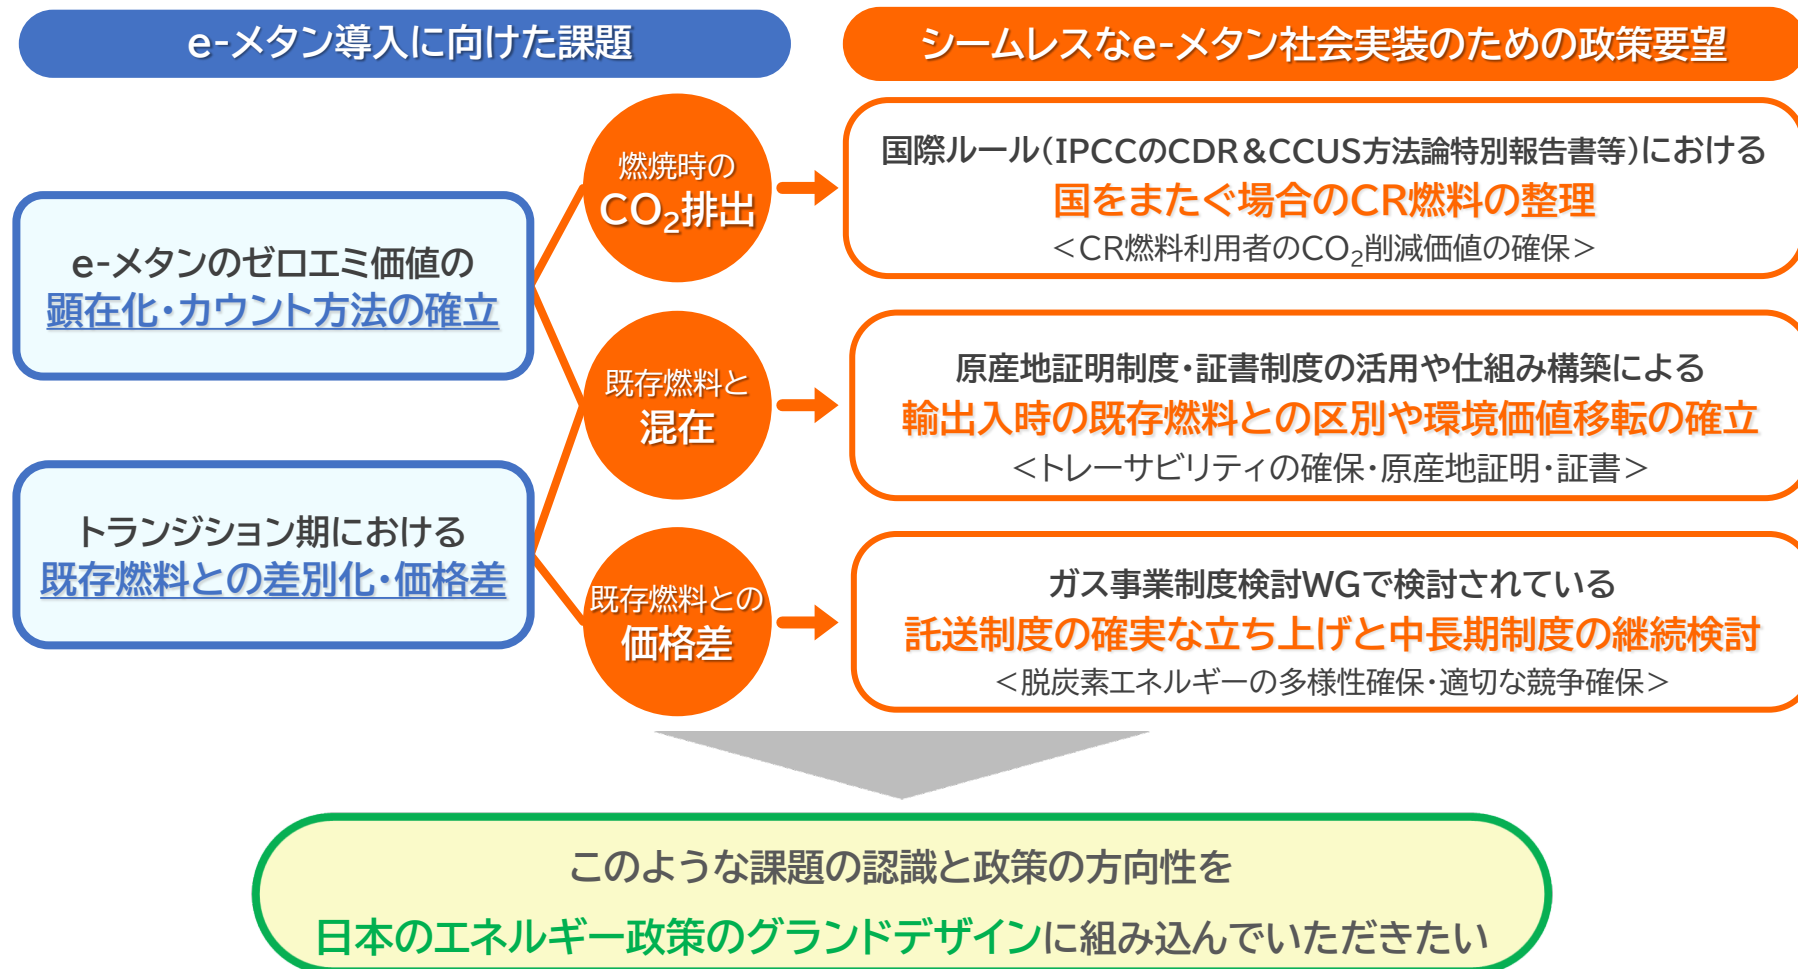 e-メタン導入に向けた課題
シームレスなe-メタン社会実装のための政策要望
e-メタンのゼロエミ価値の
顕在化・カウント方法の確立
トランジション期における
既存燃料との差別化・価格差
燃焼時の
CO₂排出
国際ルール(IPCCのCDR&CCUS方法論特別報告書等)における
国をまたぐ場合のCR燃料の整理
<CR燃料利用者のCO₂削減価値の確保>
既存燃料と
混在
原産地証明制度・証書制度の活用や仕組み構築による
輸出入時の既存燃料との区別や環境価値移転の確立
<トレーサビリティの確保・原産地証明・証書>
既存燃料との
価格差
ガス事業制度検討WGで検討されている
託送制度の確実な立ち上げと中長期制度の継続検討
<脱炭素エネルギーの多様性確保・適切な競争確保>
このような課題の認識と政策の方向性を
日本のエネルギー政策のグランドデザインに組み込んでいただきたい